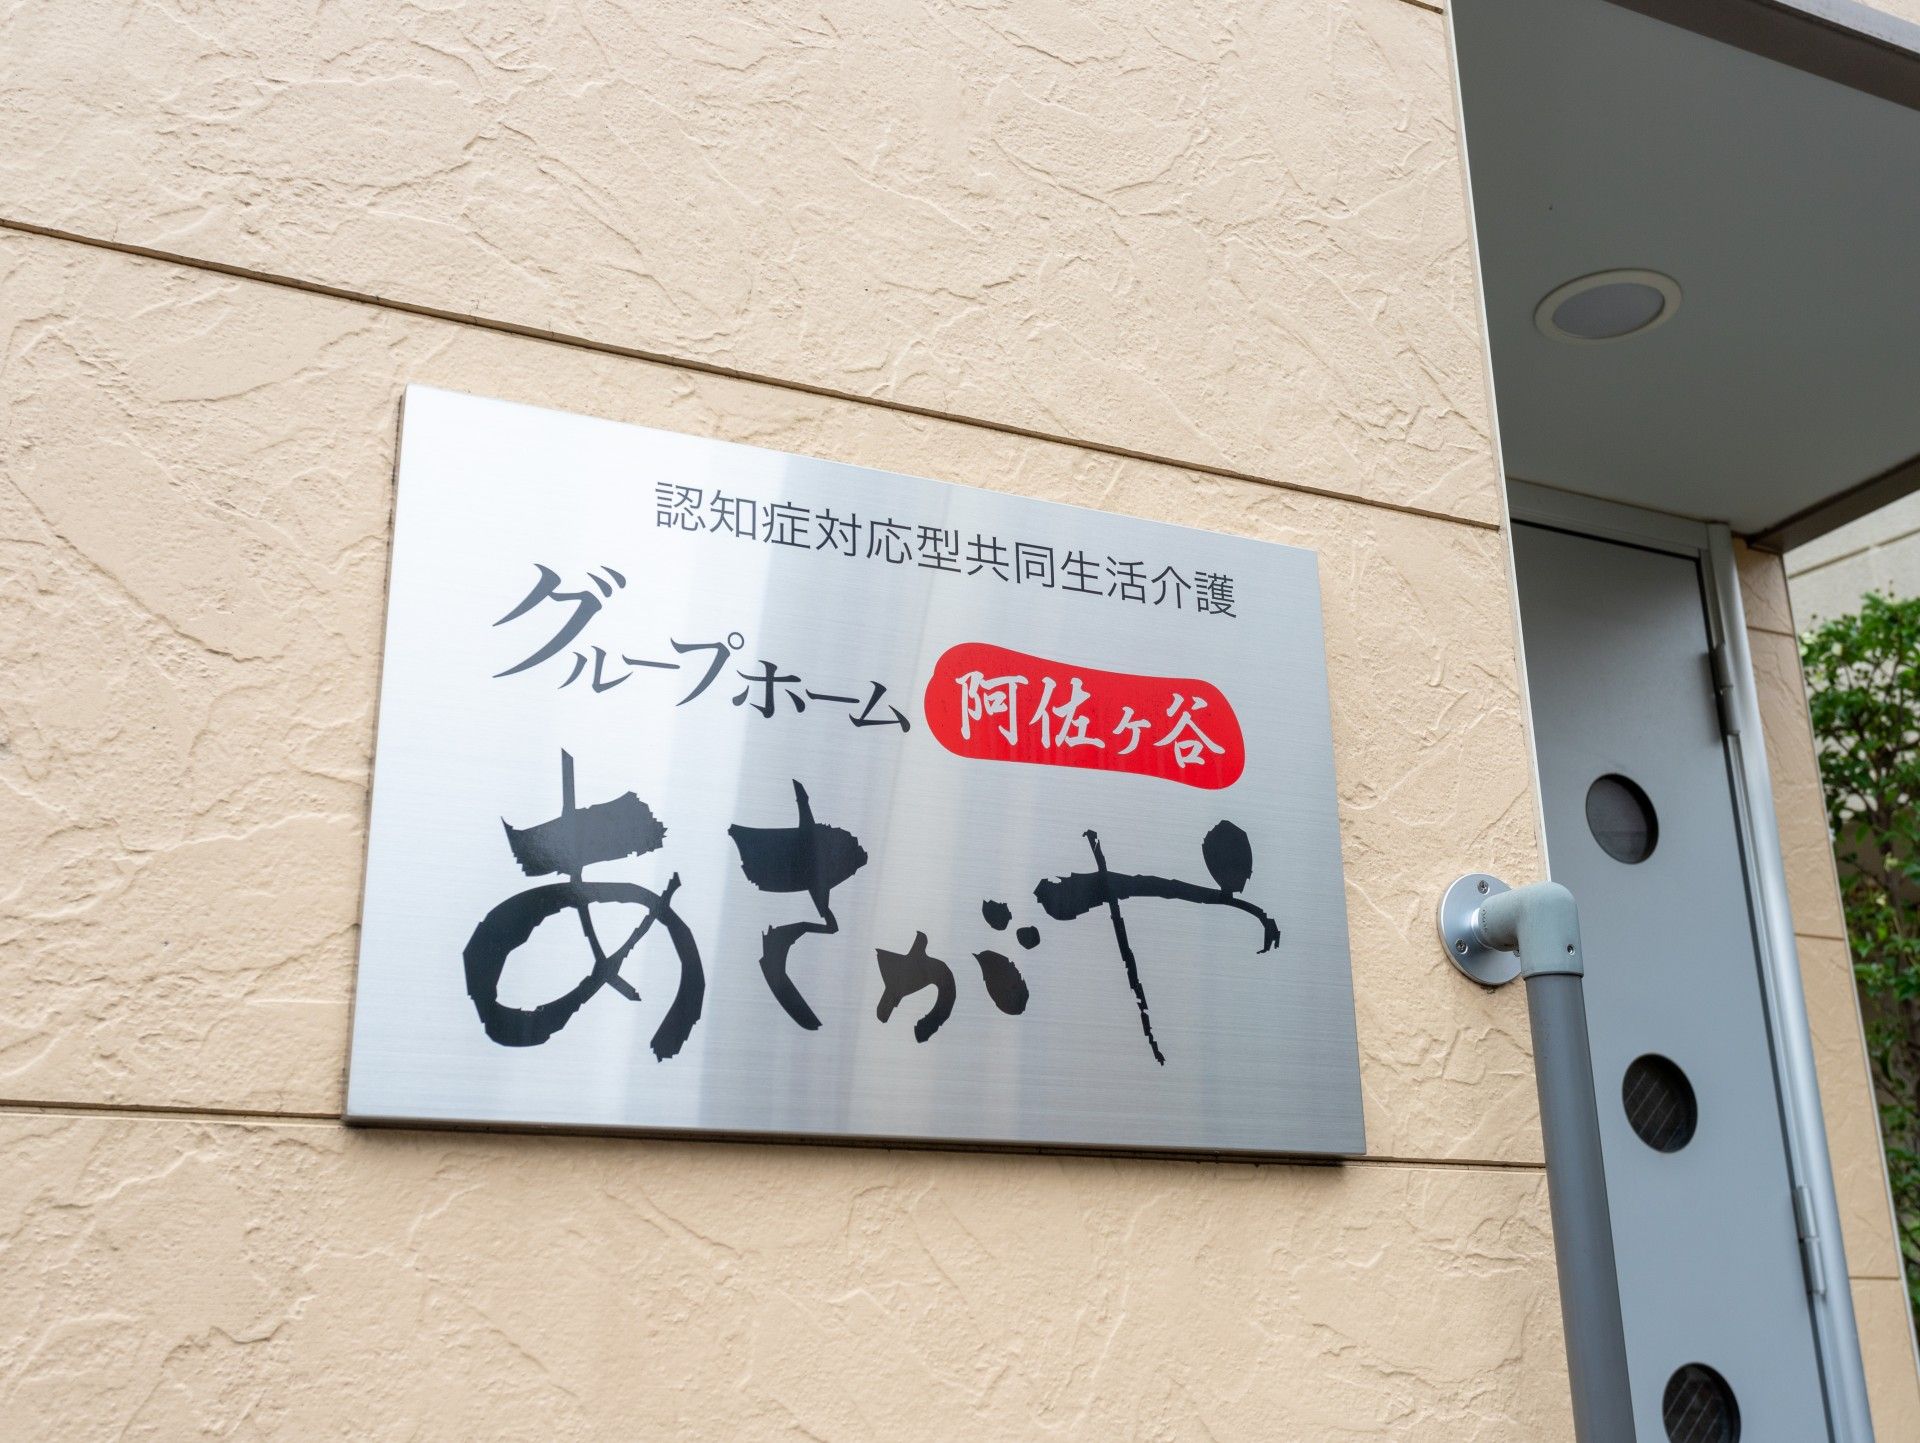 認知症対応型共同生活介護
グループホーム 阿佐ヶ谷
あさがや